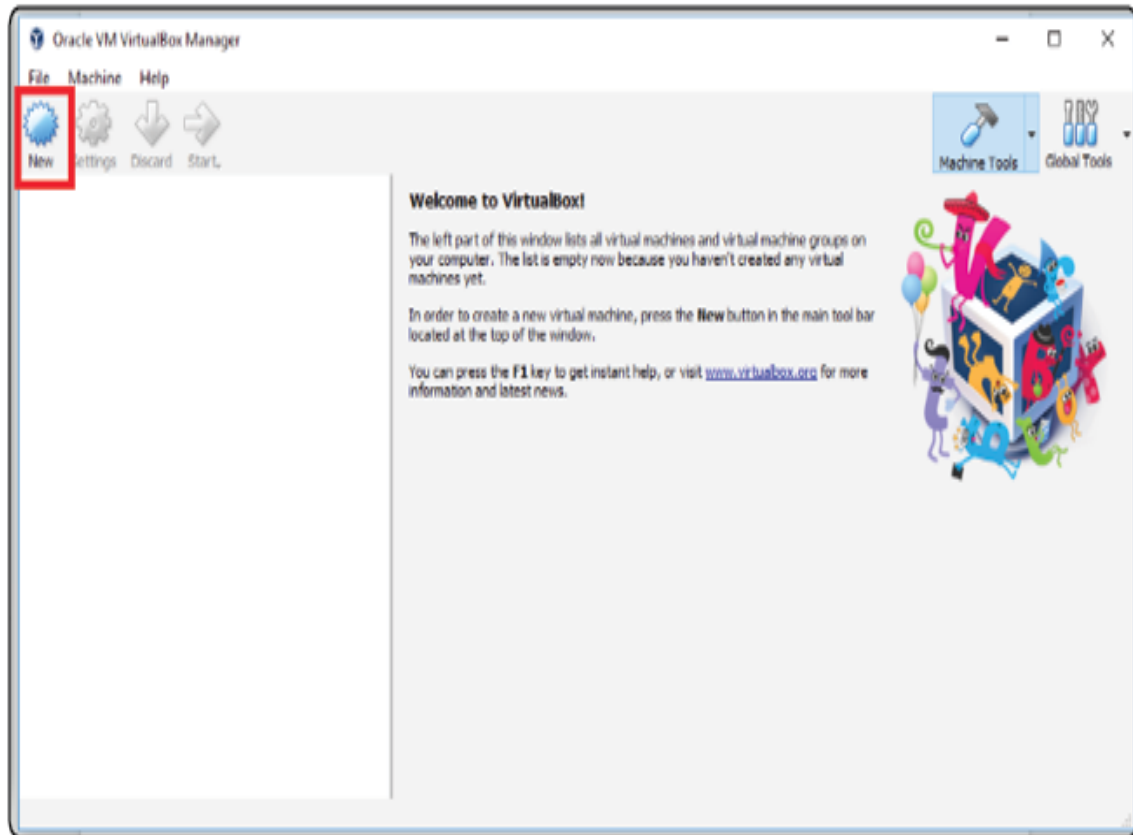 Oracle VM VirtualBox Manager
File Machine Help
New ettings Discard Start.
Machine Tools
Global Tools
Welcome to VirtualBox!
The left part of this window lists all virtual machines and virtual machine groups on
your computer. The list is empty now because you haven't created any virtual
machines yet.
In order to create a new virtual machine, press the New button in the main tool bar
located at the top of the window.
You can press the F1 key to get instant help, or visit www.virtualbox.org for more
information and latest news.